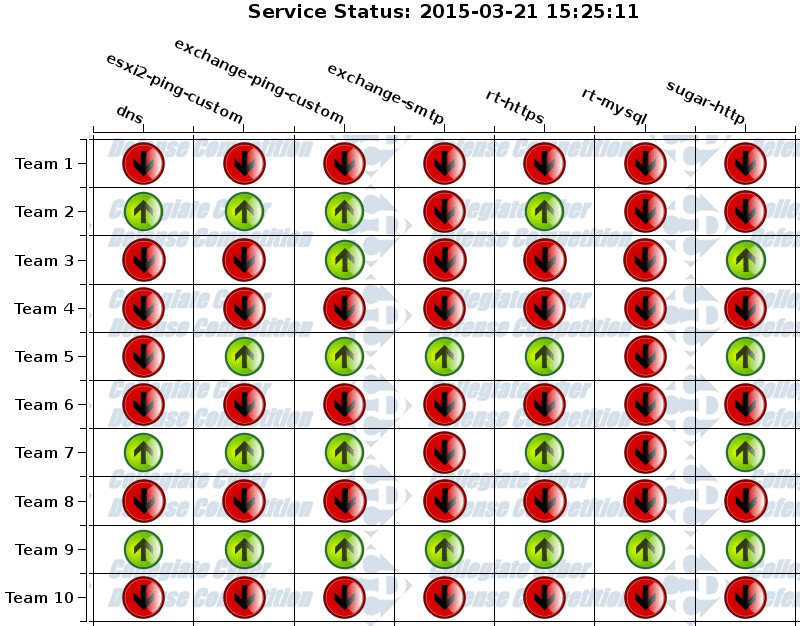 Service Status: 2015-03-21 15:25:11
dns
esxi2-ping-custom
exchange-ping-custom
exchange-smtp
rt-https
rt-mysql
sugar-http
Team 1
Team 2
Team 3
Team 4
Team 5
Team 6
Team 7
Team 8
Team 9
Team 10
Collegiate Cyber
Defense Competition